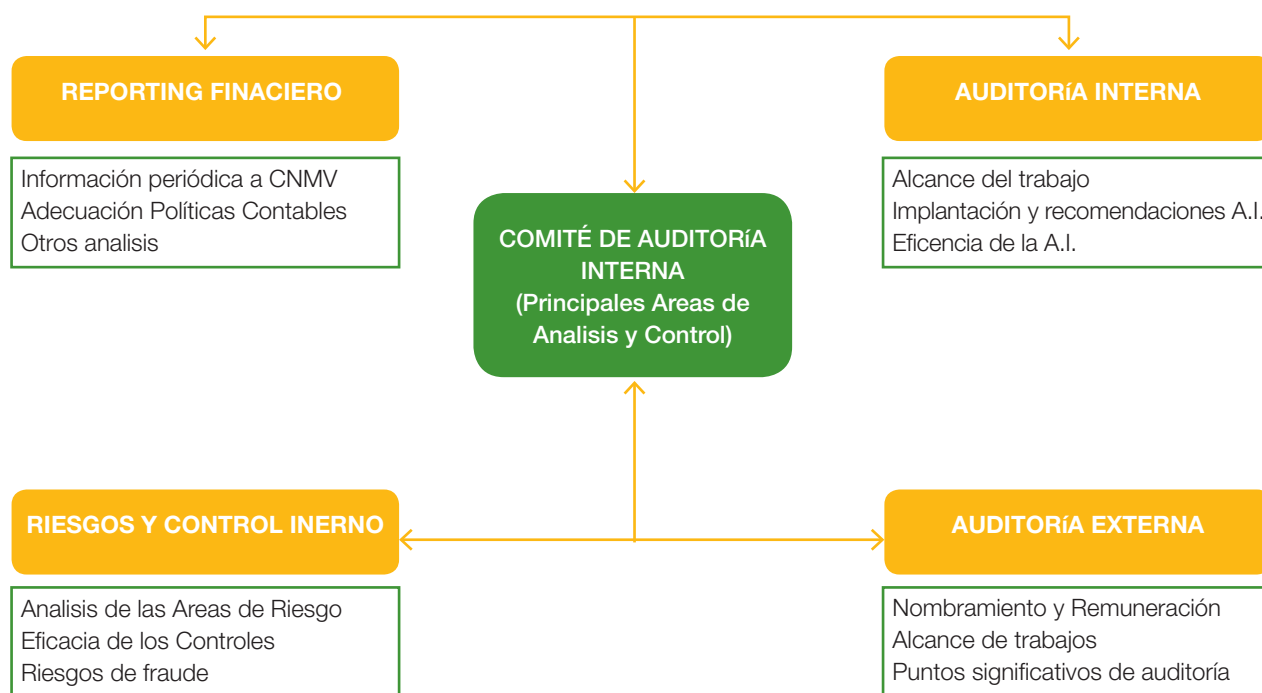 REPORTING FINACIERO
Información periódica a CNMV
Adecuación Políticas Contables
Otros analisis
AUDITORíA INTERNA
Alcance del trabajo
Implantación y recomendaciones A.I.
Eficencia de la A.I.
COMITÉ DE AUDITORíA
INTERNA
(Principales Areas de
Analisis y Control)
RIESGOS Y CONTROL INERNO
Analisis de las Areas de Riesgo
Eficacia de los Controles
Riesgos de fraude
AUDITORíA EXTERNA
Nombramiento y Remuneración
Alcance de trabajos
Puntos significativos de auditoría